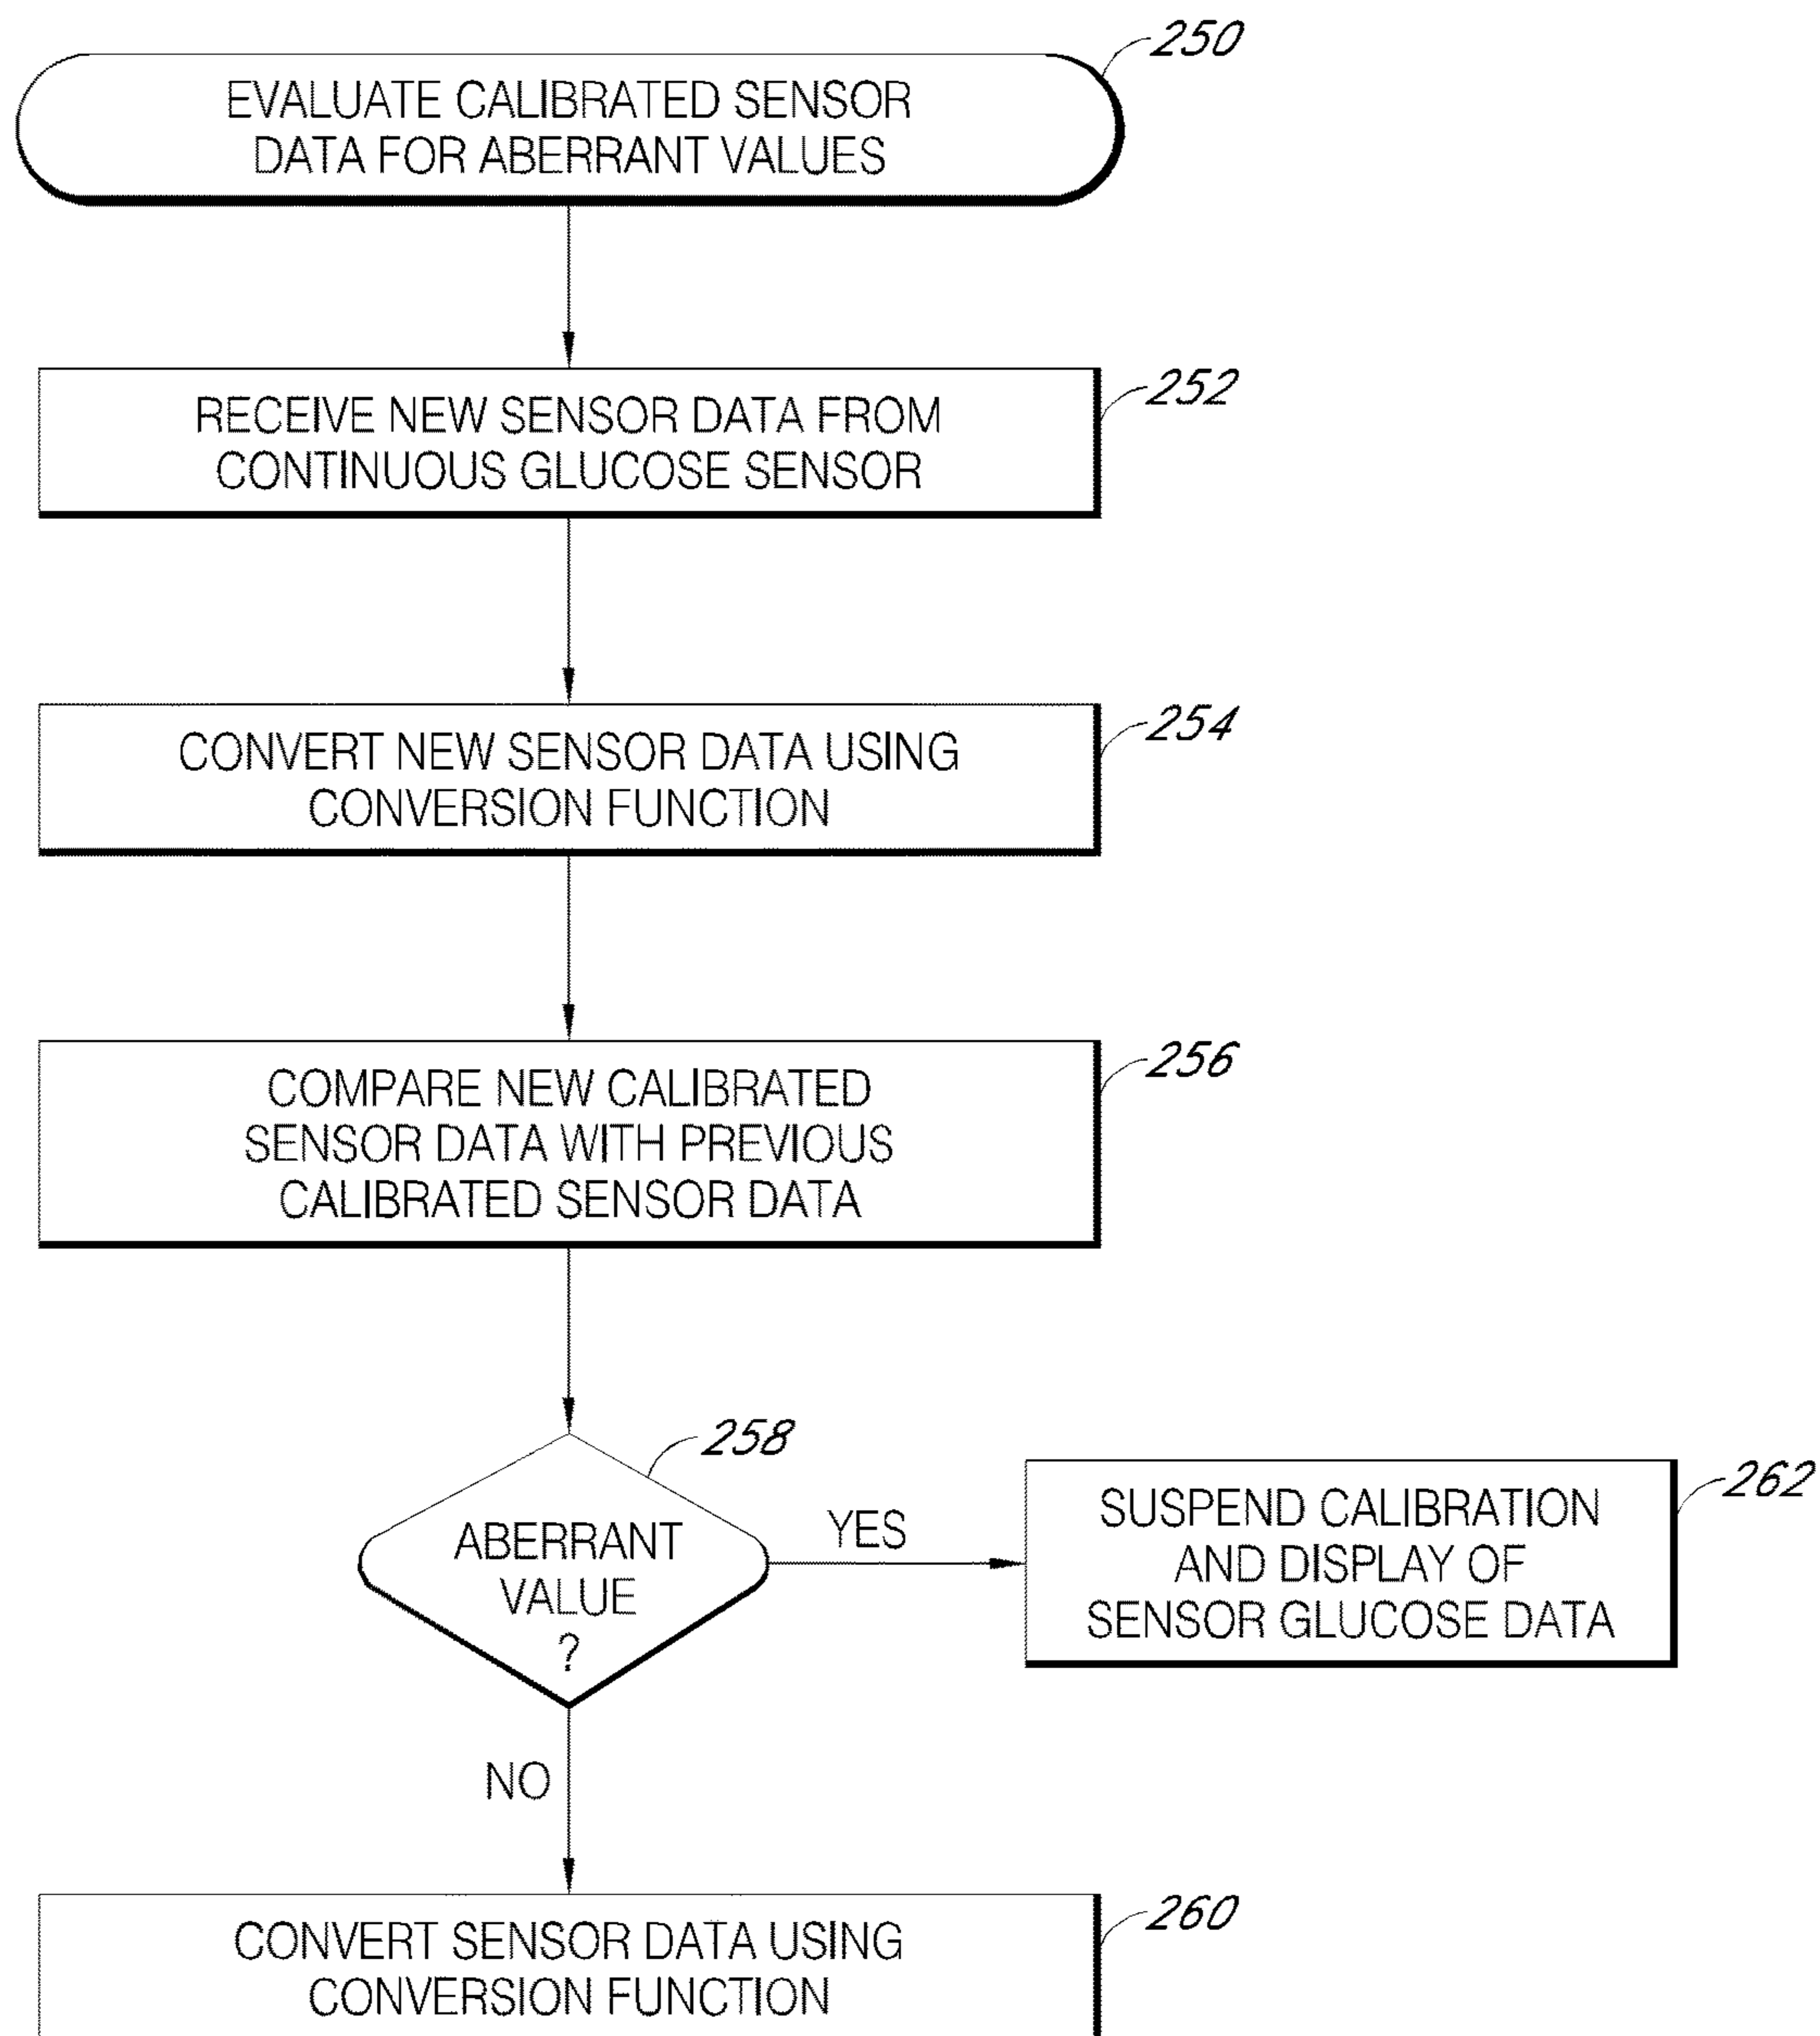 250
EVALUATE CALIBRATED SENSOR
DATA FOR ABERRANT VALUES
252
RECEIVE NEW SENSOR DATA FROM
CONTINUOUS GLUCOSE SENSOR
254
CONVERT NEW SENSOR DATA USING
CONVERSION FUNCTION
256
COMPARE NEW CALIBRATED
SENSOR DATA WITH PREVIOUS
CALIBRATED SENSOR DATA
258
ABERRANT
VALUE
?
YES
262
SUSPEND CALIBRATION
AND DISPLAY OF
SENSOR GLUCOSE DATA
NO
260
CONVERT SENSOR DATA USING
CONVERSION FUNCTION